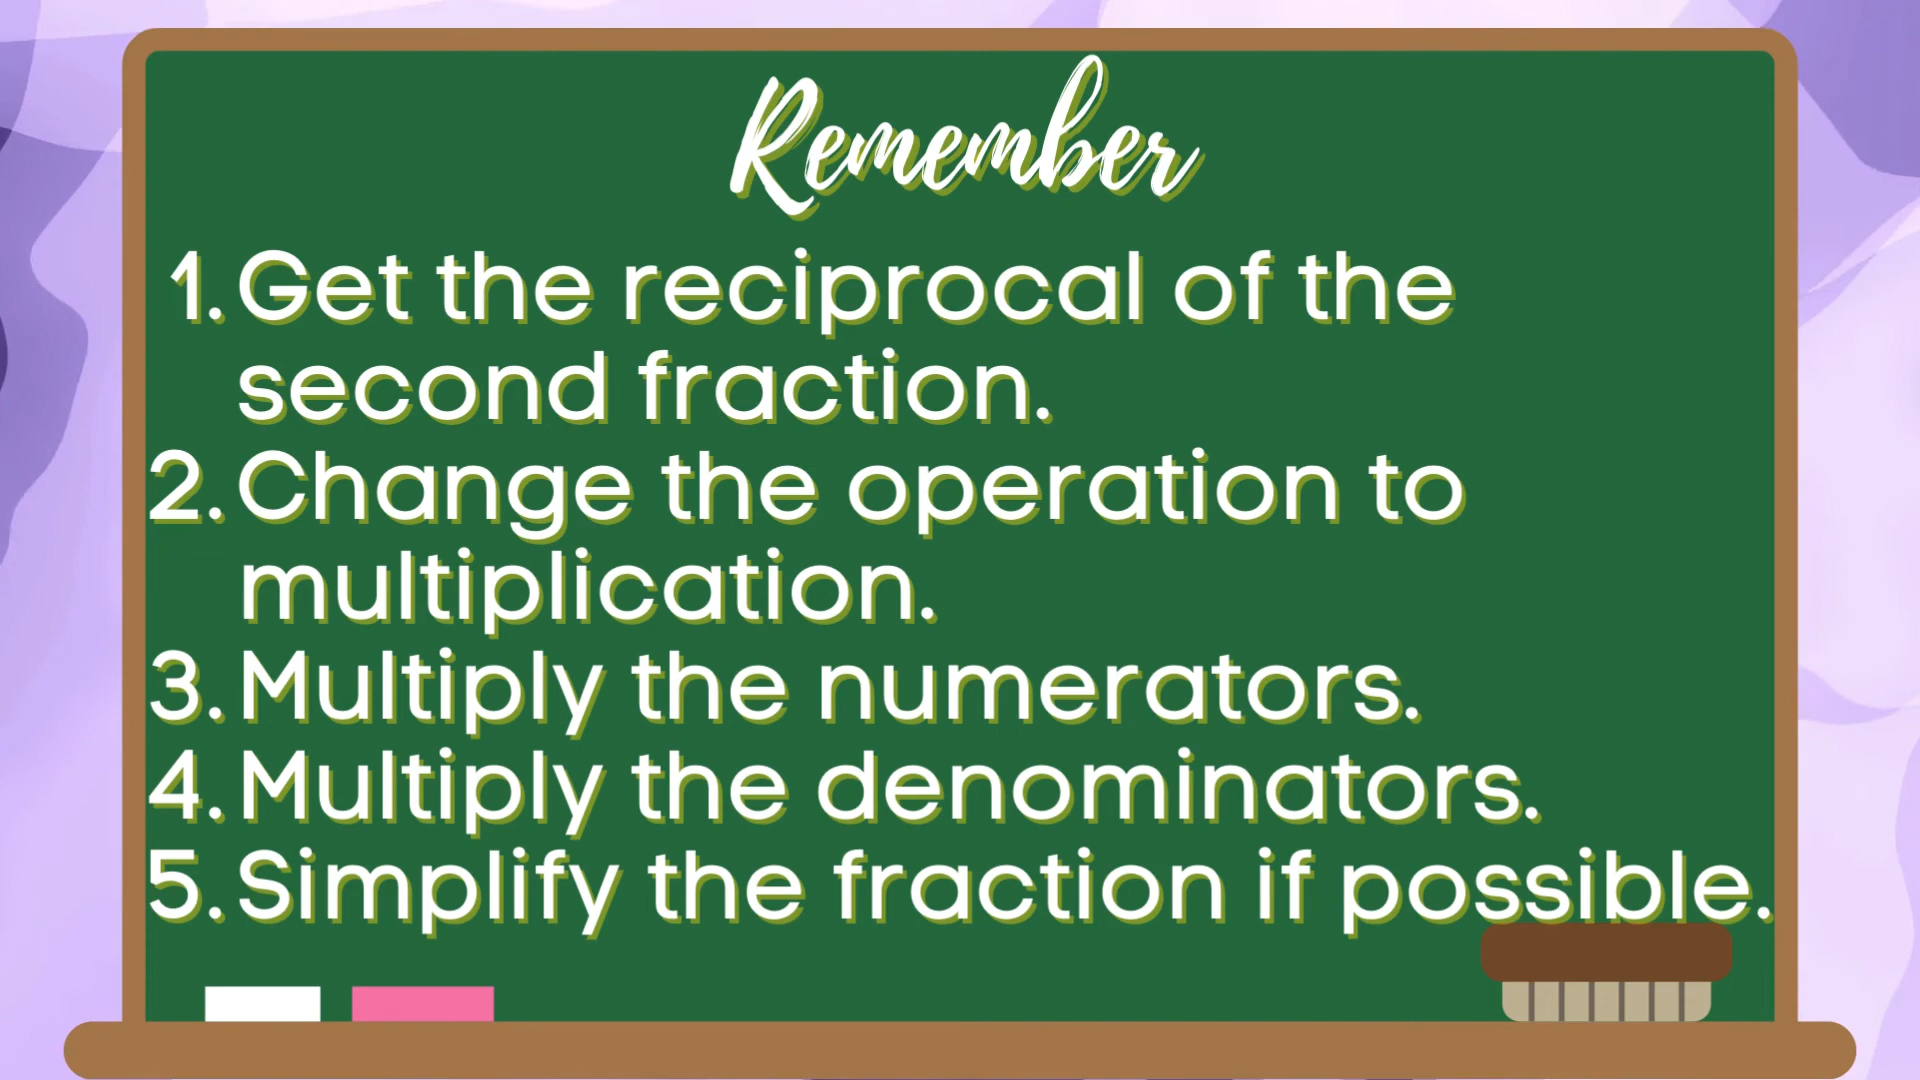 Remember
1. Get the reciprocal of the
second fraction.
2. Change the operation to
multiplication.
3. Multiply the numerators.
4. Multiply the denominators.
5. Simplify the fraction if possible.